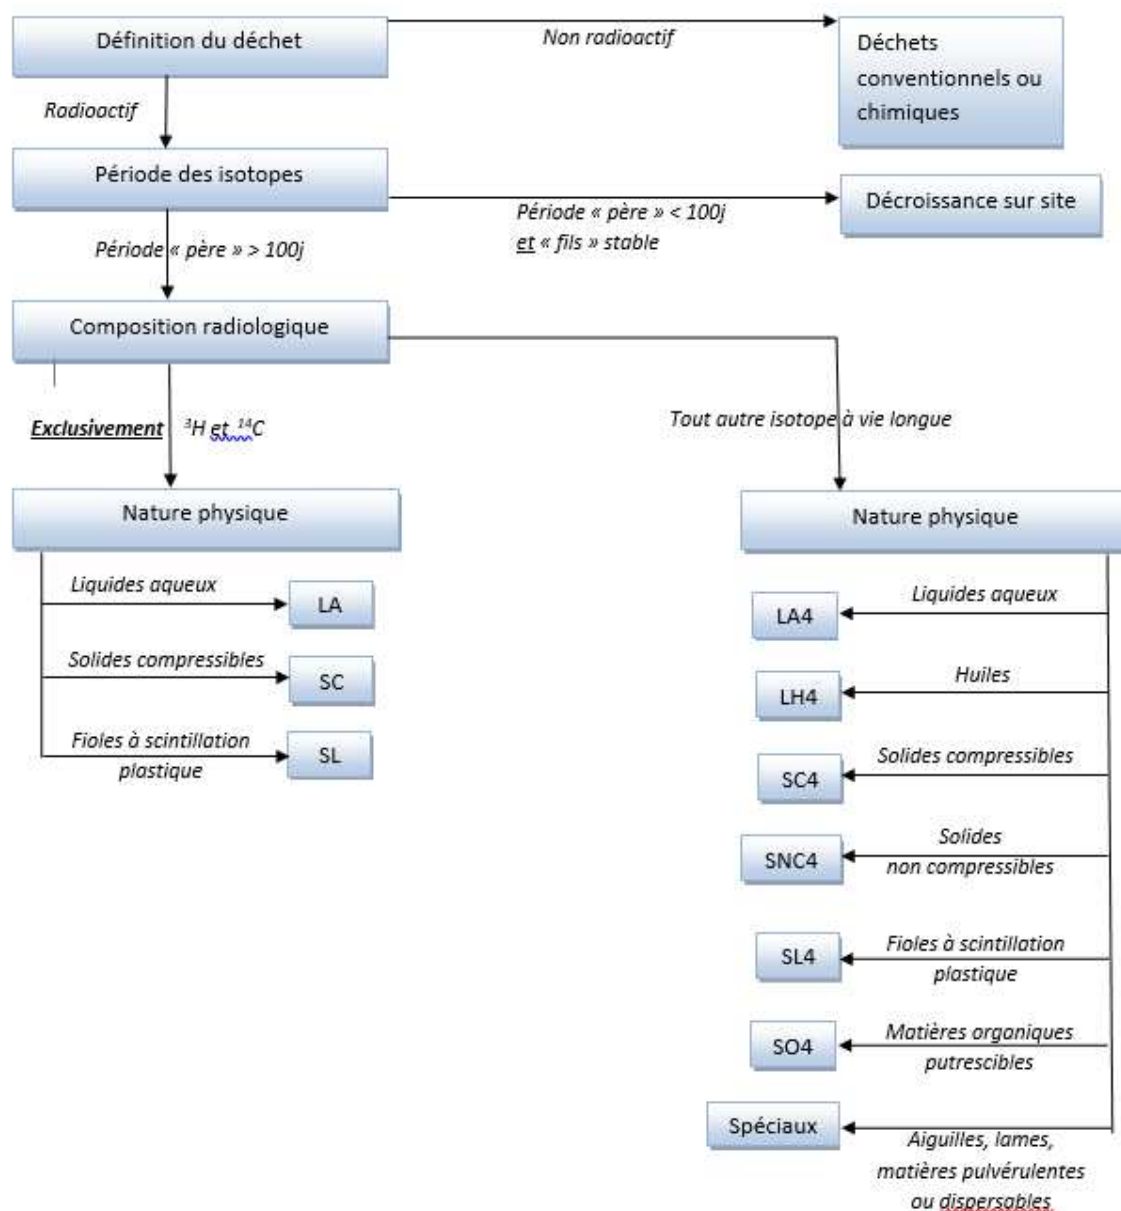 Définition du déchet
Non radioactif
Déchets
conventionnels ou
chimiques
Radioactif
Période des isotopes
Période « père » < 100j
et « fils » stable
Décroissance sur site
Période « père » > 100j
Composition radiologique
Exclusivement ³H et ¹⁴C
Tout autre isotope à vie longue
Nature physique
Liquides aqueux
LA
Solides compressibles
SC
Fioles à scintillation
plastique
SL
Nature physique
Liquides aqueux
LA4
Huiles
LH4
Solides compressibles
SC4
Solides
non compressibles
SNC4
Fioles à scintillation
plastique
SL4
Matières organiques
putrescibles
SO4
Spéciaux
Aiguilles, lames,
matières pulvérulentes
ou dispersables